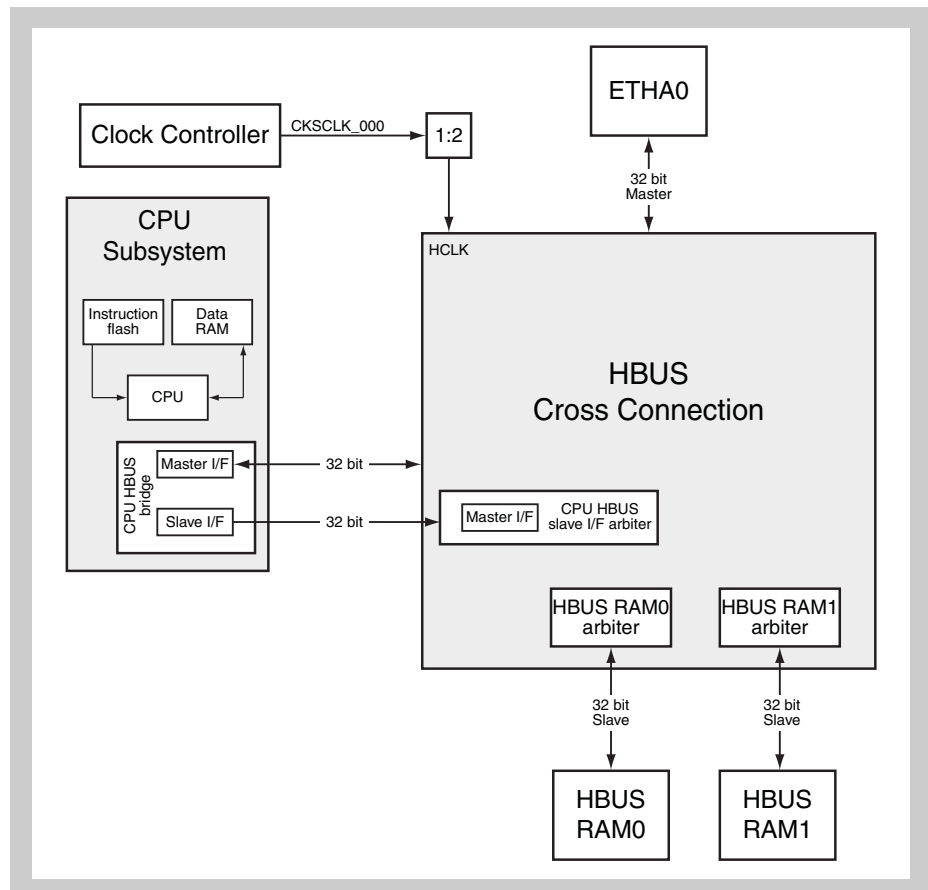 ETHA0
Clock Controller
CKSCLK_000
1:2
32 bit
Master
CPU
Subsystem
HCLK
Instruction
flash
Data
RAM
CPU
HBUS
Cross Connection
CPU HBUS
bridge
Master I/F
32 bit
Slave I/F
32 bit
Master I/F
CPU HBUS
slave I/F arbiter
HBUS RAM0
arbiter
HBUS RAM1
arbiter
32 bit
Slave
32 bit
Slave
HBUS
RAM0
HBUS
RAM1